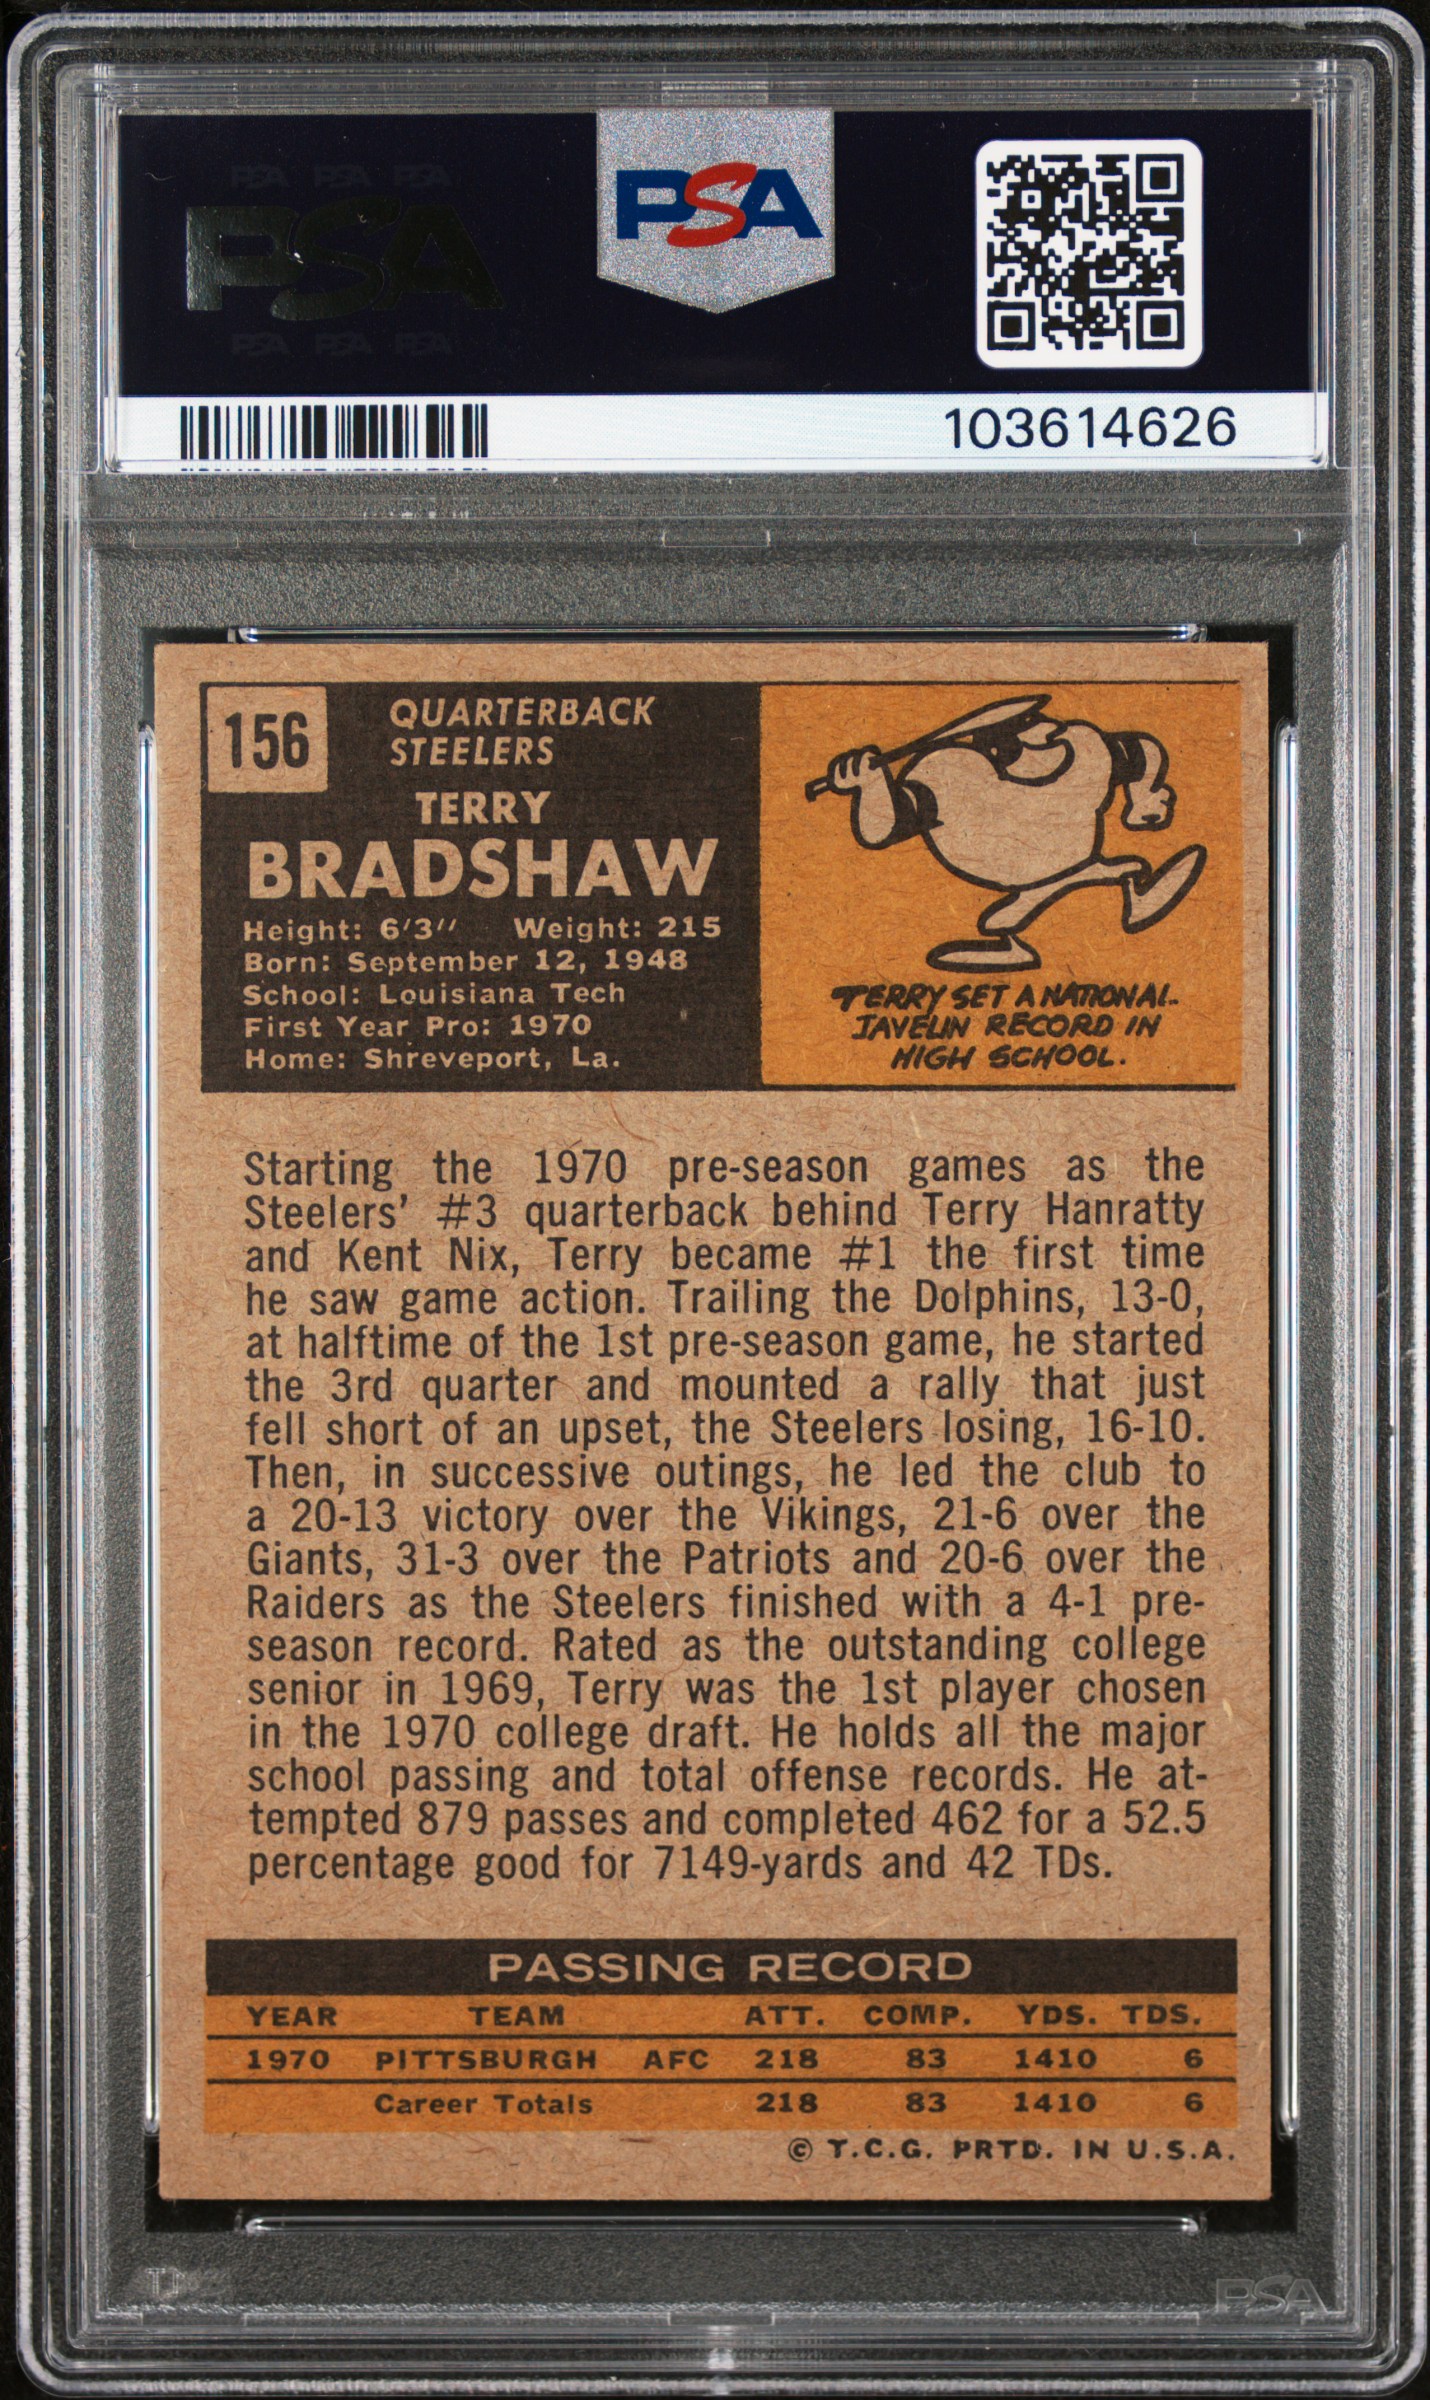 PSA PSA PSA
PSA
PSA PSA PSA
PSA
103614626
156
QUARTERBACK
STEELERS
TERRY
BRADSHAW
Height: 6'3" Weight: 215
Born: September 12, 1948
School: Louisiana Tech
First Year Pro: 1970
Home: Shreveport, La.
TERRY SET A NATIONAL
JAVELIN RECORD IN
HIGH SCHOOL.
Starting the 1970 pre-season games as the
Steelers' #3 quarterback behind Terry Hanratty
and Kent Nix, Terry became #1 the first time
he saw game action. Trailing the Dolphins, 13-0,
at halftime of the 1st pre-season game, he started
the 3rd quarter and mounted a rally that just
fell short of an upset, the Steelers losing, 16-10.
Then, in successive outings, he led the club to
a 20-13 victory over the Vikings, 21-6 over the
Giants, 31-3 over the Patriots and 20-6 over the
Raiders as the Steelers finished with a 4-1 pre-
season record. Rated as the outstanding college
senior in 1969, Terry was the 1st player chosen
in the 1970 college draft. He holds all the major
school passing and total offense records. He at-
tempted 879 passes and completed 462 for a 52.5
percentage good for 7149-yards and 42 TDs.
PASSING RECORD
YEAR TEAM ATT. COMP. YDS. TDS.
1970 PITTSBURGH AFC 218 83 1410 6
Career Totals 218 83 1410 6
© T.C.G. PRTD. IN U.S.A.
PSA